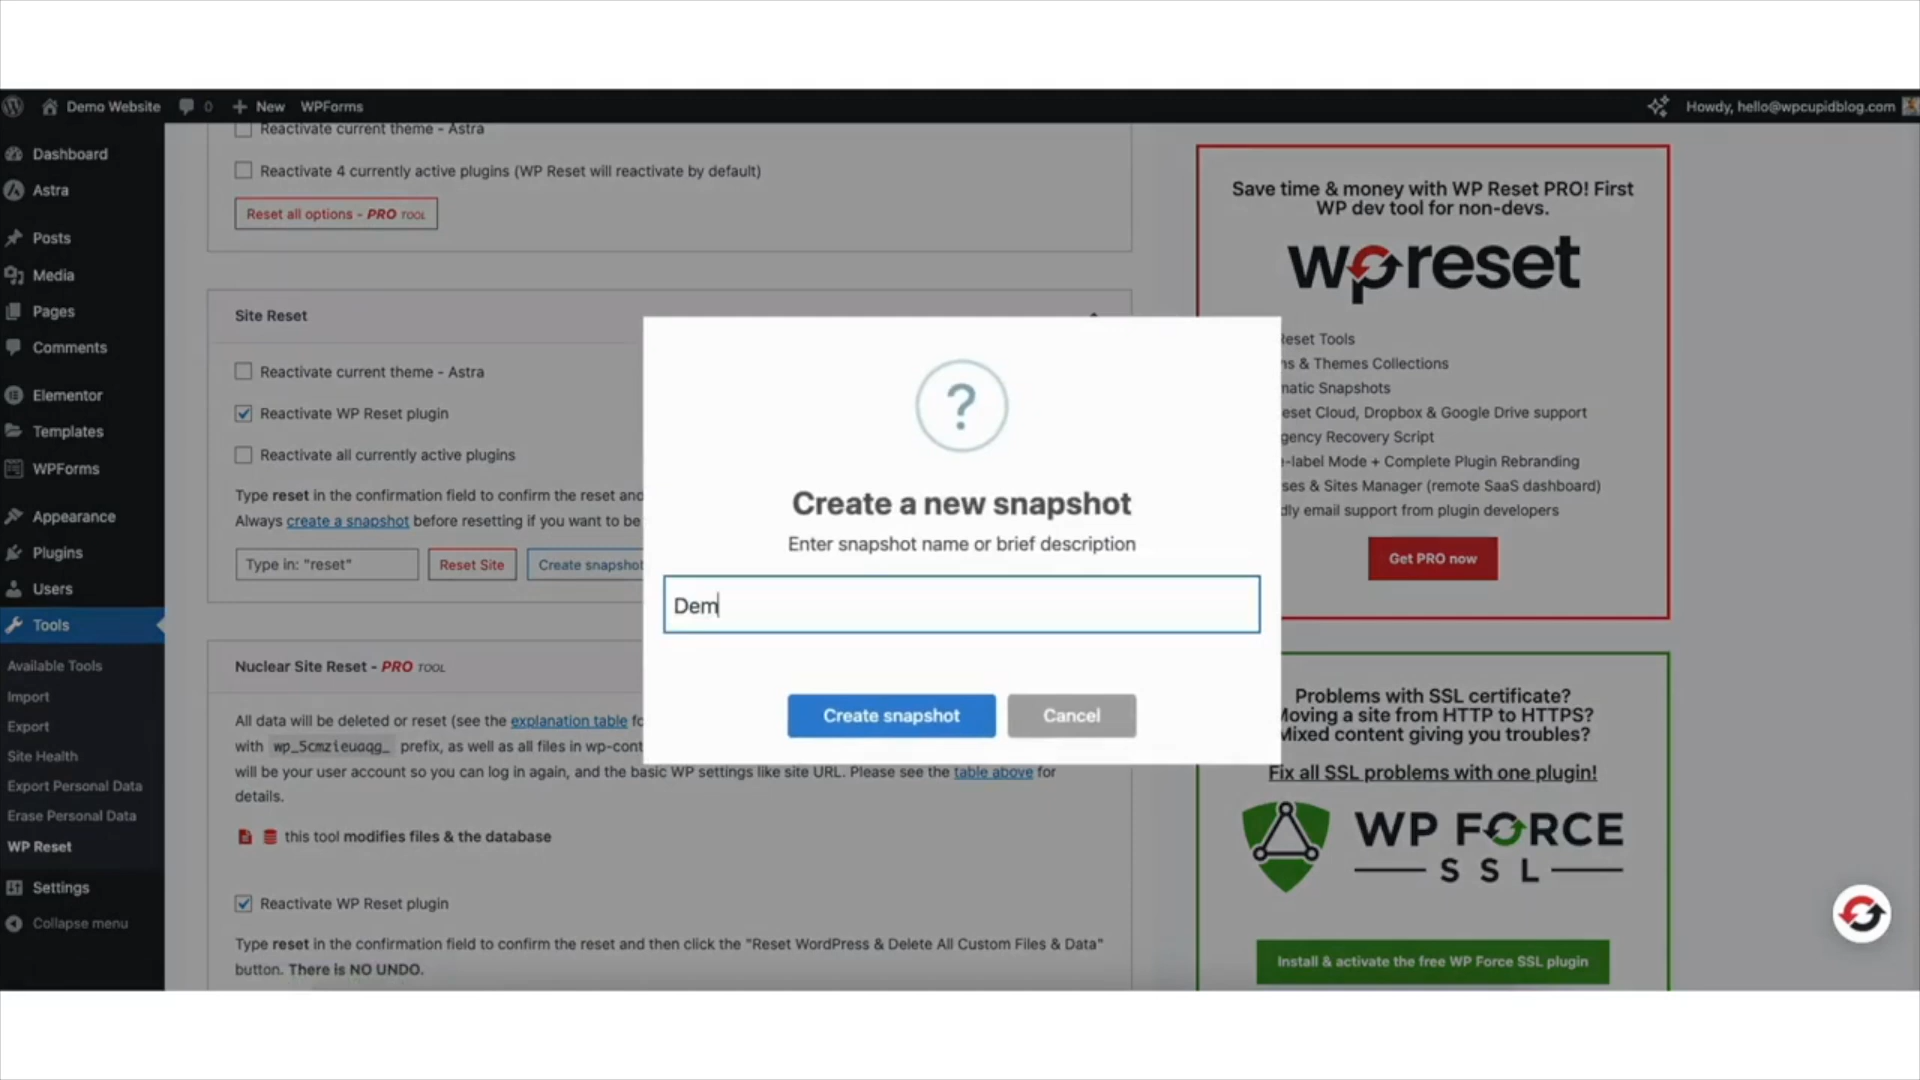 Demo Website
0
New
WPForms
Howdy, hello@wpcupidblog.com
Dashboard
Astra
Posts
Media
Pages
Comments
Elementor
Templates
WPForms
Appearance
Plugins
Users
Tools
Available Tools
Import
Export
Site Health
Export Personal Data
Erase Personal Data
WP Reset
Settings
Collapse menu
Reactivate current theme - Astra
Reactivate 4 currently active plugins (WP Reset will reactivate by default)
Reset all options - PRO TOOL
Site Reset
Reactivate current theme - Astra
Reactivate WP Reset plugin
Reactivate all currently active plugins
Type reset in the confirmation field to confirm the reset and
Always create a snapshot before resetting if you want to be
Type in: "reset"
Reset Site
Create snapshot
Nuclear Site Reset - PRO TOOL
All data will be deleted or reset (see the explanation table fo
with wp_5cmzieuaqg_ prefix, as well as all files in wp-cont
will be your user account so you can log in again, and the basic WP settings like site URL. Please see the table above for
details.
this tool modifies files & the database
Reactivate WP Reset plugin
Type reset in the confirmation field to confirm the reset and then click the "Reset WordPress & Delete All Custom Files & Data"
button. There is NO UNDO.
?
Create a new snapshot
Enter snapshot name or brief description
Dem
Create snapshot
Cancel
Save time & money with WP Reset PRO! First
WP dev tool for non-devs.
wpreset
Reset Tools
ns & Themes Collections
matic Snapshots
eset Cloud, Dropbox & Google Drive support
gency Recovery Script
-label Mode + Complete Plugin Rebranding
ses & Sites Manager (remote SaaS dashboard)
dly email support from plugin developers
Get PRO now
Problems with SSL certificate?
Moving a site from HTTP to HTTPS?
Mixed content giving you troubles?
Fix all SSL problems with one plugin!
WP FORCE
SSL
Install & activate the free WP Force SSL plugin